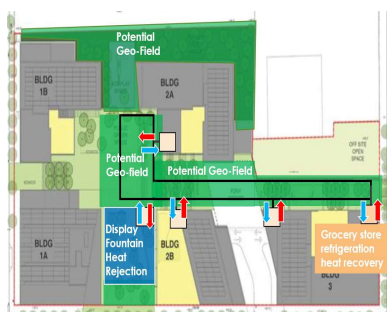 Potential
Geo-Field
BLDG
1B
BLDG
2A
OFF SITE
OPEN
SPACE
Potential
Geo-field
Potential Geo-Field
Display
Fountain
Heat
Rejection
Grocery store
refrigeration
heat recovery
BLDG
1A
BLDG
2B
BLDG
3